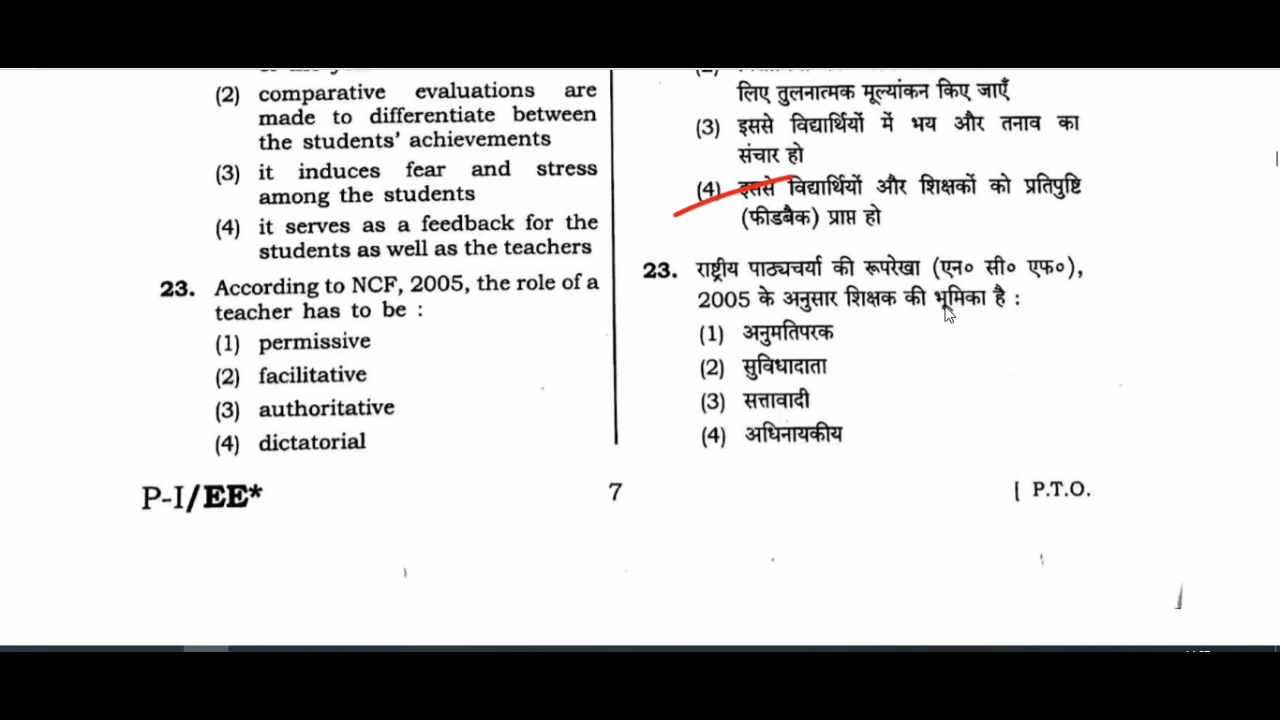 (2) comparative evaluations are
made to differentiate between
the students' achievements
(3) it induces fear and stress
among the students
(4) it serves as a feedback for the
students as well as the teachers
23. According to NCF, 2005, the role of a
teacher has to be :
(1) permissive
(2) facilitative
(3) authoritative
(4) dictatorial
लिए तुलनात्मक मूल्यांकन किए जाएँ
(3) इससे विद्यार्थियों में भय और तनाव का
संचार हो
(4) इससे विद्यार्थियों और शिक्षकों को प्रतिपुष्टि
(फीडबैक) प्राप्त हो
23. राष्ट्रीय पाठ्यचर्या की रूपरेखा (एन० सी० एफ०),
2005 के अनुसार शिक्षक की भूमिका है :
(1) अनुमतिपरक
(2) सुविधादाता
(3) सत्तावादी
(4) अधिनायकीय
P-I/EE*
7
[ P.T.O.